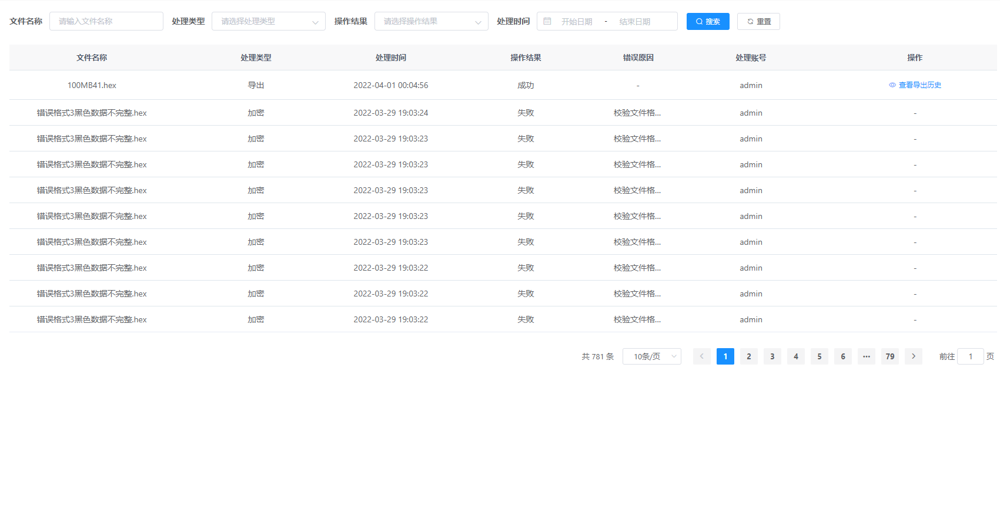 文件名称 请输入文件名称 处理类型 请选择处理类型 操作结果 请选择操作结果 处理时间 开始日期 - 结束日期 搜索 重置
文件名称 处理类型 处理时间 操作结果 错误原因 处理账号 操作
100MB41.hex 导出 2022-04-01 00:04:56 成功 - admin 查看导出历史
错误格式3黑色数据不完整.hex 加密 2022-03-29 19:03:24 失败 校验文件格... admin -
错误格式3黑色数据不完整.hex 加密 2022-03-29 19:03:23 失败 校验文件格... admin -
错误格式3黑色数据不完整.hex 加密 2022-03-29 19:03:23 失败 校验文件格... admin -
错误格式3黑色数据不完整.hex 加密 2022-03-29 19:03:23 失败 校验文件格... admin -
错误格式3黑色数据不完整.hex 加密 2022-03-29 19:03:23 失败 校验文件格... admin -
错误格式3黑色数据不完整.hex 加密 2022-03-29 19:03:23 失败 校验文件格... admin -
错误格式3黑色数据不完整.hex 加密 2022-03-29 19:03:22 失败 校验文件格... admin -
错误格式3黑色数据不完整.hex 加密 2022-03-29 19:03:22 失败 校验文件格... admin -
错误格式3黑色数据不完整.hex 加密 2022-03-29 19:03:22 失败 校验文件格... admin -
共 781 条 10条/页 1 2 3 4 5 6 ··· 79 前往 1 页